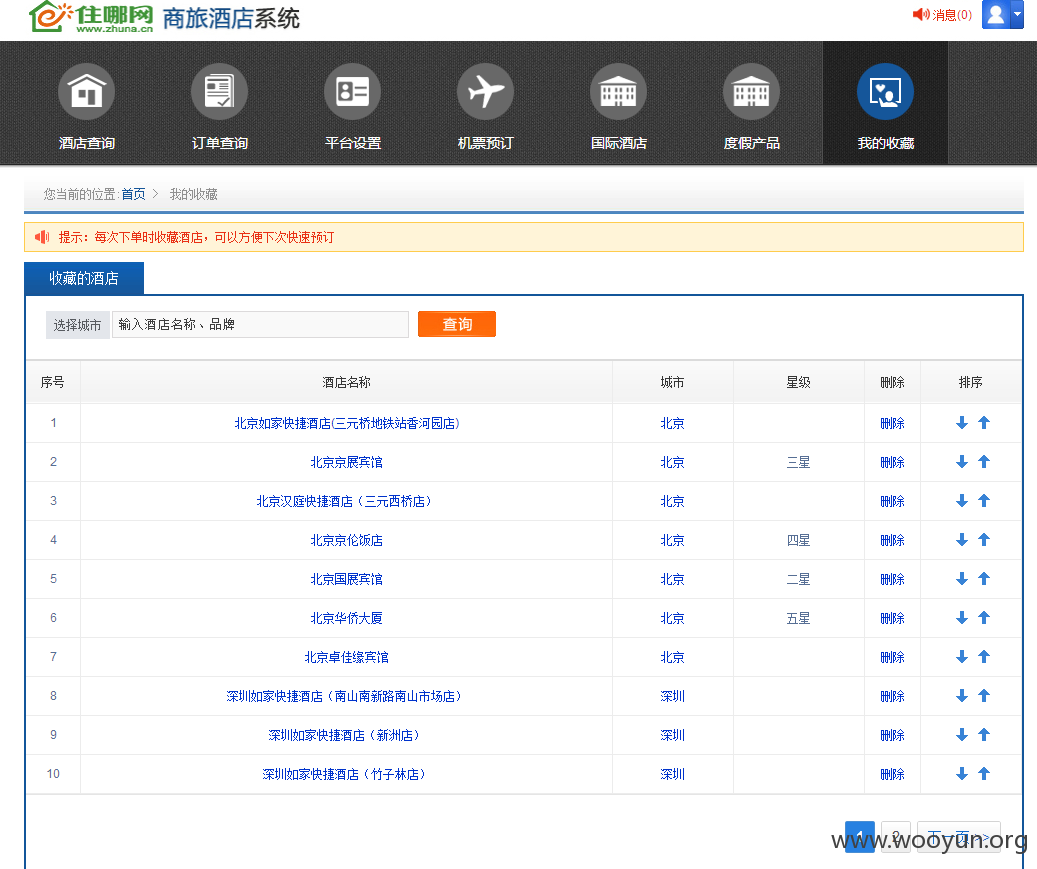 住哪网 商旅酒店系统
www.zhuna.cn
消息(0)
酒店查询 订单查询 平台设置 机票预订 国际酒店 度假产品 我的收藏
您当前的位置:首页 > 我的收藏
提示：每次下单时收藏酒店，可以方便下次快速预订
收藏的酒店
选择城市 输入酒店名称、品牌 查询
序号 酒店名称 城市 星级 删除 排序
1 北京如家快捷酒店(三元桥地铁站香河园店) 北京 删除
2 北京京展宾馆 北京 三星 删除
3 北京汉庭快捷酒店（三元西桥店） 北京 删除
4 北京京伦饭店 北京 四星 删除
5 北京国展宾馆 北京 二星 删除
6 北京华侨大厦 北京 五星 删除
7 北京卓佳缘宾馆 北京 删除
8 深圳如家快捷酒店（南山南新路南山市场店） 深圳 删除
9 深圳如家快捷酒店（新洲店） 深圳 删除
10 深圳如家快捷酒店（竹子林店） 深圳 删除
1 2 下一页>>
www.wooyun.org